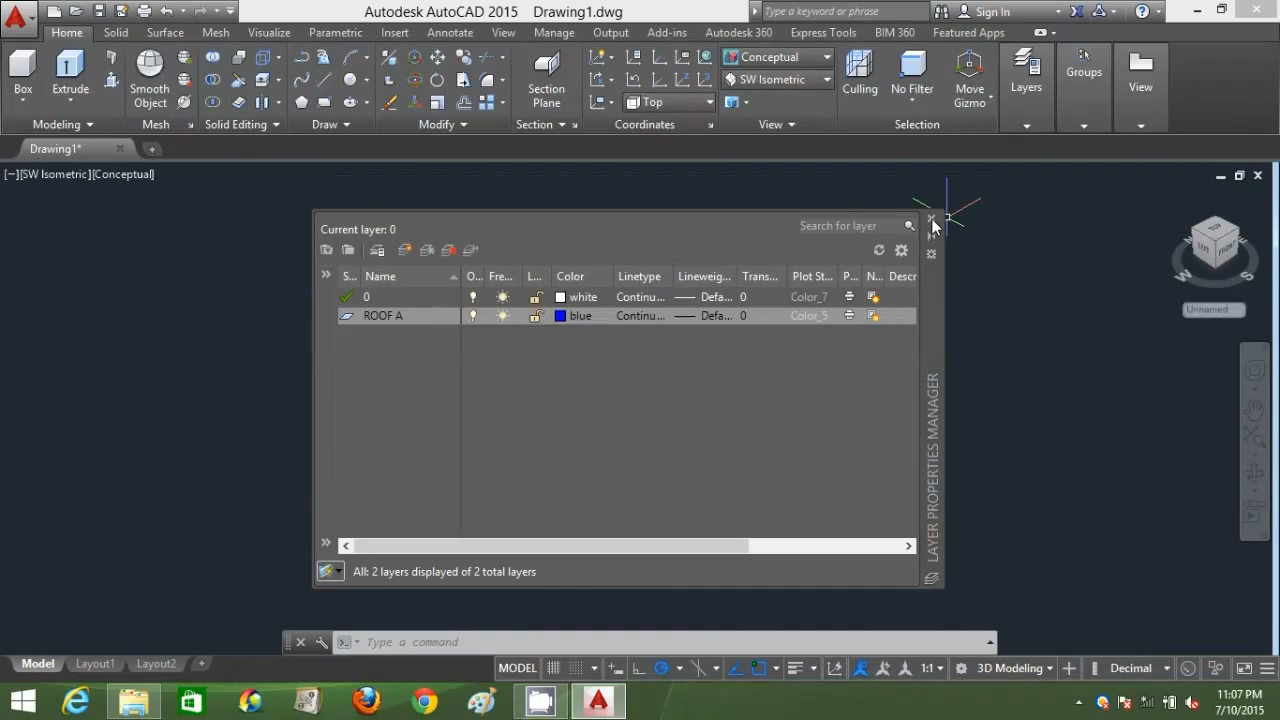 Autodesk AutoCAD 2015 Drawing1.dwg
Type a keyword or phrase
Sign In
Home Solid Surface Mesh Visualize Parametric Insert Annotate View Manage Output Add-ins Autodesk 360 Express Tools BIM 360 Featured Apps
Box
Extrude
Smooth Object
Section Plane
Conceptual
SW Isometric
Top
Culling
No Filter
Move Gizmo
Layers
Groups
View
Modeling Mesh Solid Editing Draw Modify Section Coordinates View Selection
Drawing1*
[−][SW Isometric][Conceptual]
Current layer: 0
Search for layer
S... Name O... Fre... L... Color Linetype Lineweig... Trans... Plot St... P... N... Descr
0 white Continu... Defa... 0 Color_7
ROOF A blue Continu... Defa... 0 Color_5
LAYER PROPERTIES MANAGER
All: 2 layers displayed of 2 total layers
TOP
LEFT
FRONT
W
S
Unnamed
Type a command
Model Layout1 Layout2
MODEL 1:1 3D Modeling Decimal
11:07 PM
7/10/2015